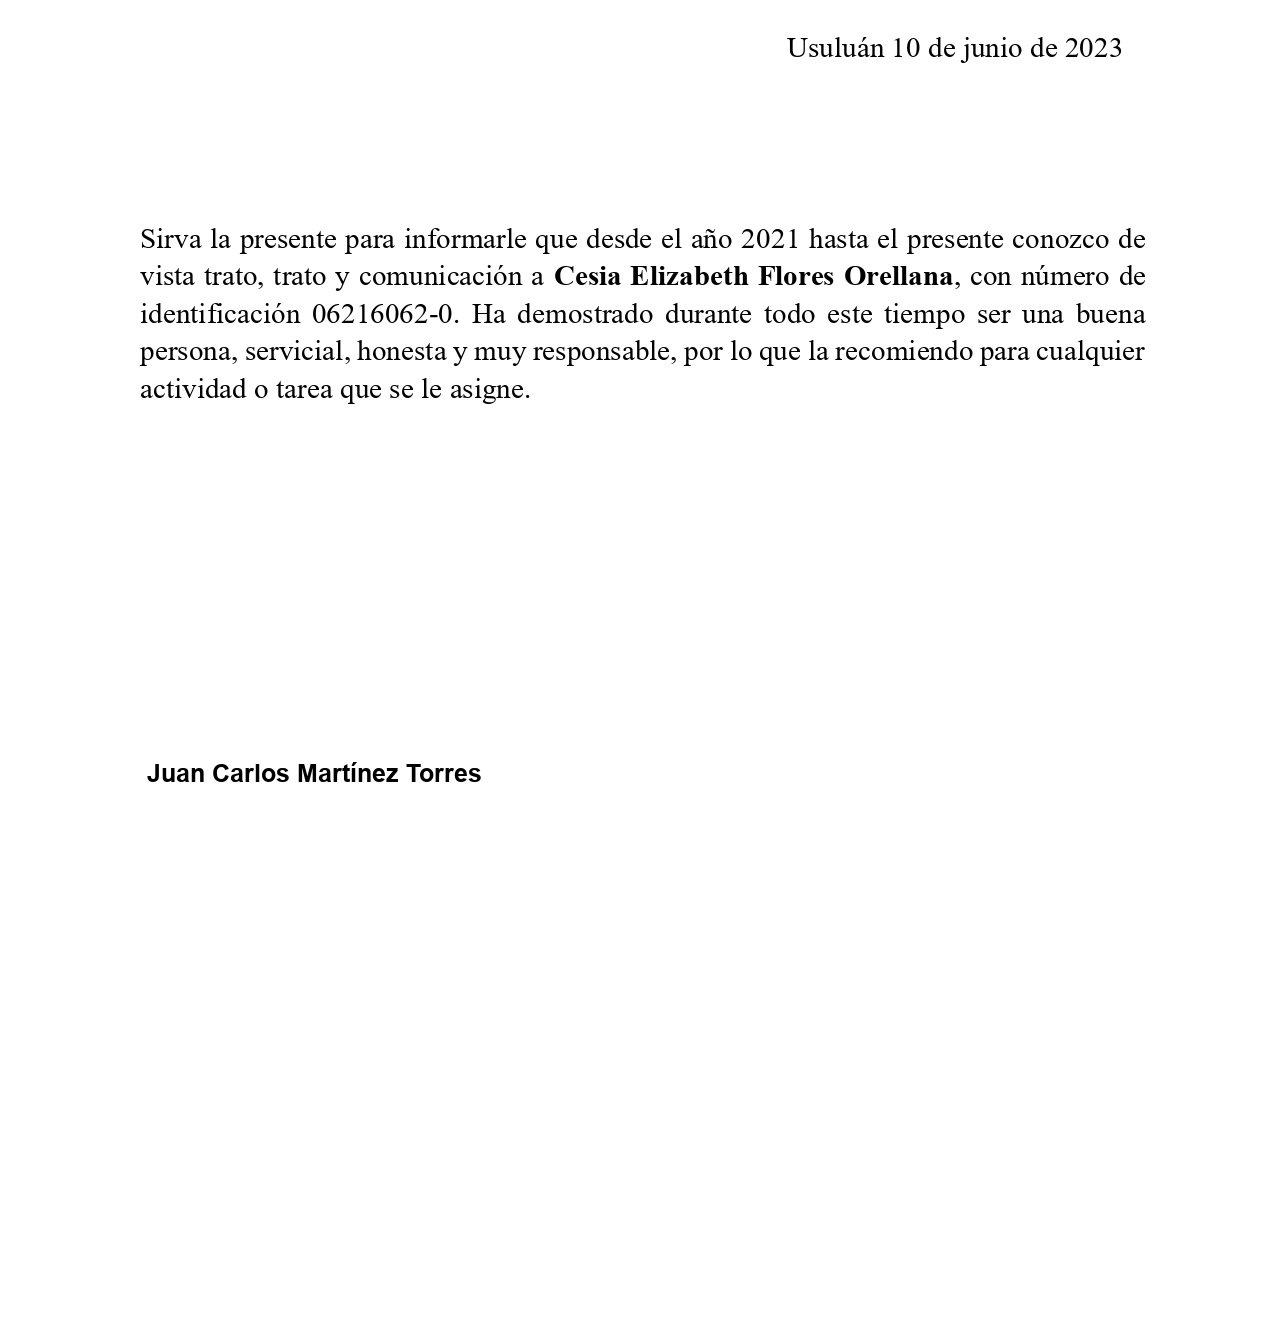 Usuluán 10 de junio de 2023
Sirva la presente para informarle que desde el año 2021 hasta el presente conozco de
vista trato, trato y comunicación a Cesia Elizabeth Flores Orellana, con número de
identificación 06216062-0. Ha demostrado durante todo este tiempo ser una buena
persona, servicial, honesta y muy responsable, por lo que la recomiendo para cualquier
actividad o tarea que se le asigne.
Juan Carlos Martínez Torres